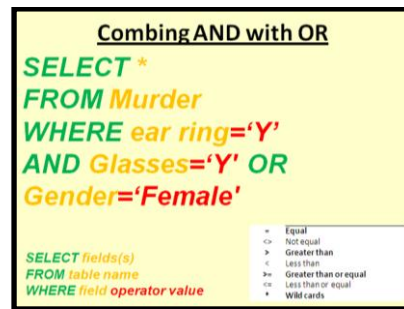 Combing AND with OR
SELECT *
FROM Murder
WHERE ear ring=‘Y’
AND Glasses=‘Y' OR
Gender=‘Female'
SELECT fields(s)
FROM table name
WHERE field operator value
= Equal
<> Not equal
> Greater than
< Less than
>= Greater than or equal
<= Less than or equal
* Wild cards